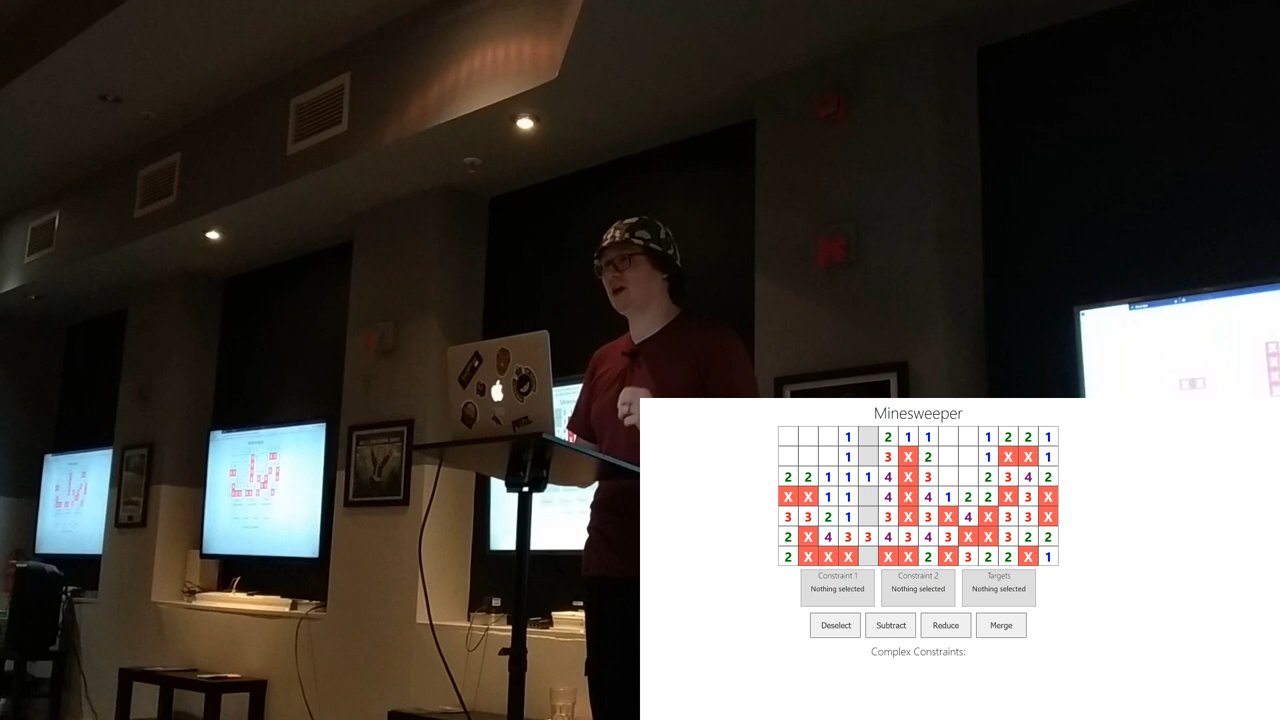 Minesweeper
1 2 1 1 1 2 2 1
1 3 X 2 1 X X 1
2 2 1 1 1 4 X 3 2 3 4 2
X X 1 1 4 X 4 1 2 2 X 3 X
3 3 2 1 3 X 3 X 4 X 3 3 X
2 X 4 3 3 4 3 4 3 X X 3 2 2
2 X X X X X 2 X 3 2 2 X 1
Constraint 1 Constraint 2 Targets
Nothing selected Nothing selected Nothing selected
Deselect Subtract Reduce Merge
Complex Constraints: